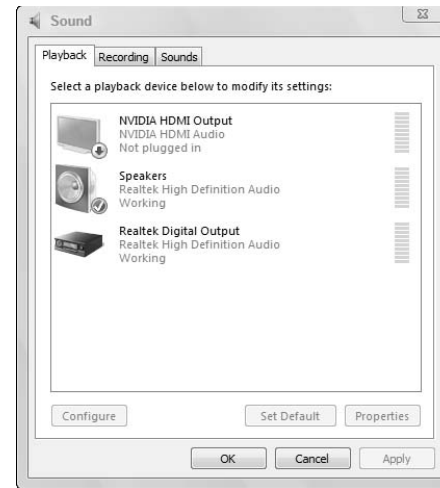 Sound
Playback Recording Sounds
Select a playback device below to modify its settings:
NVIDIA HDMI Output
NVIDIA HDMI Audio
Not plugged in
Speakers
Realtek High Definition Audio
Working
Realtek Digital Output
Realtek High Definition Audio
Working
Configure Set Default Properties
OK Cancel Apply